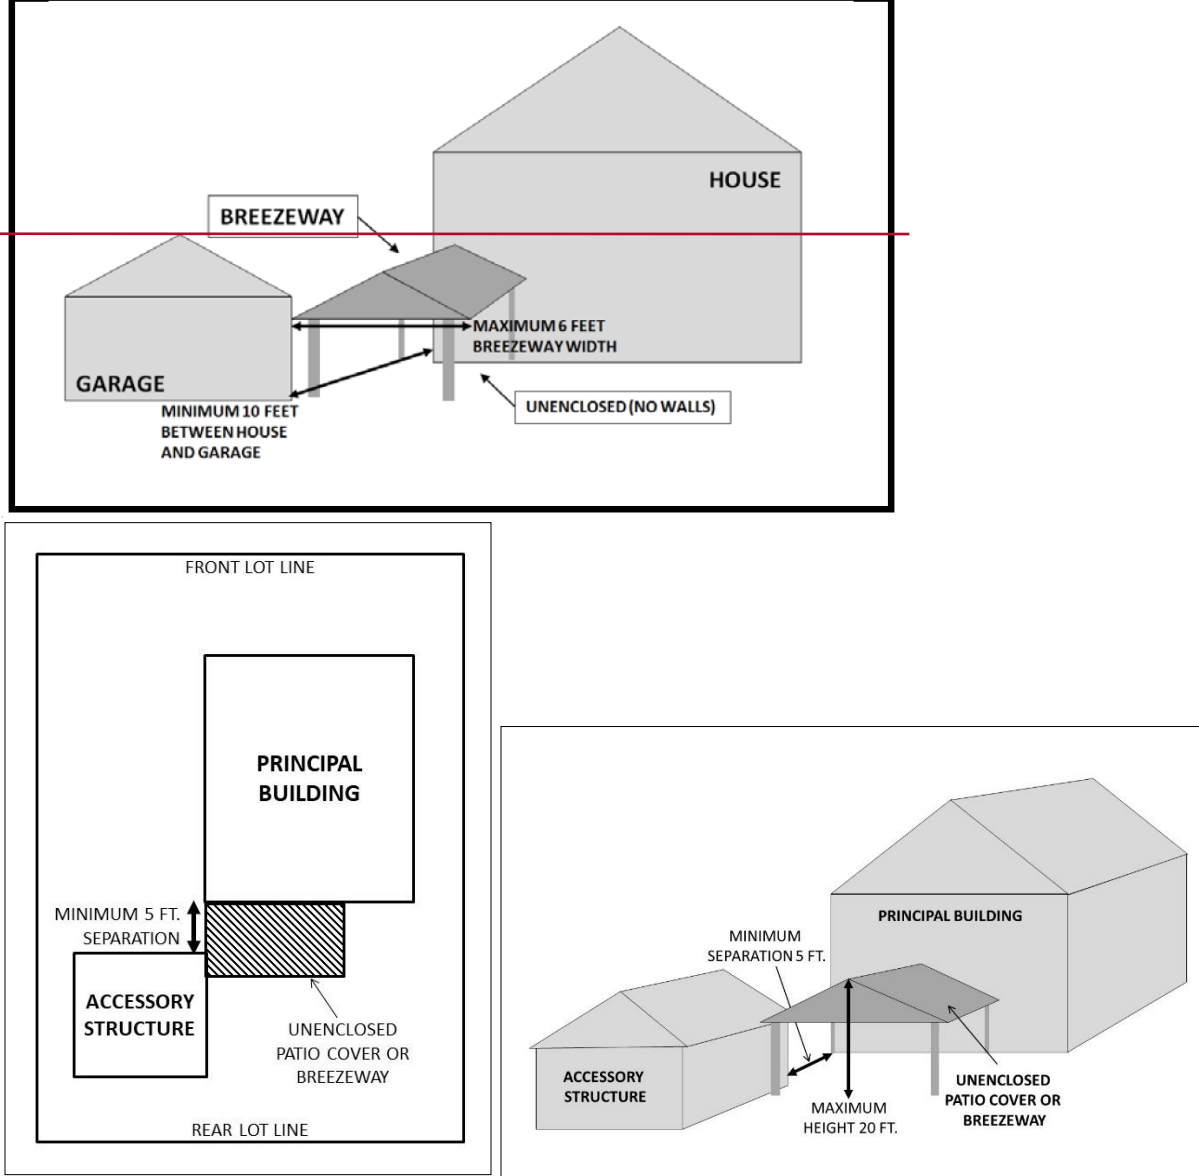 HOUSE
BREEZEWAY
MAXIMUM 6 FEET
BREEZEWAY WIDTH
GARAGE
UNENCLOSED (NO WALLS)
MINIMUM 10 FEET
BETWEEN HOUSE
AND GARAGE
FRONT LOT LINE
PRINCIPAL
BUILDING
MINIMUM 5 FT.
SEPARATION
ACCESSORY
STRUCTURE
UNENCLOSED
PATIO COVER OR
BREEZEWAY
REAR LOT LINE
PRINCIPAL BUILDING
MINIMUM
SEPARATION 5 FT.
ACCESSORY
STRUCTURE
MAXIMUM
HEIGHT 20 FT.
UNENCLOSED
PATIO COVER OR
BREEZEWAY